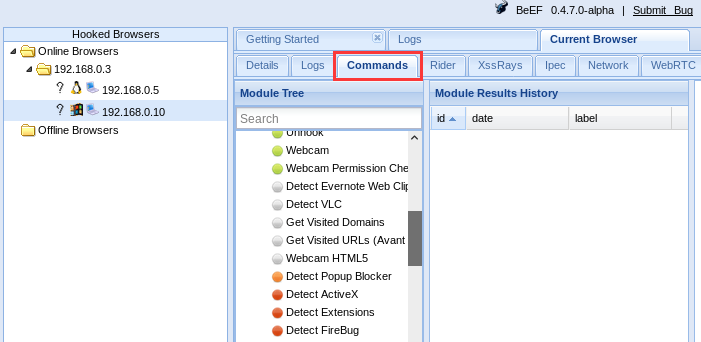 BeEF 0.4.7.0-alpha | Submit Bug
Hooked Browsers
Online Browsers
192.168.0.3
? 192.168.0.5
? 192.168.0.10
Offline Browsers
Getting Started Logs Current Browser
Details Logs Commands Rider XssRays Ipec Network WebRTC
Module Tree
Search
Unhook
Webcam
Webcam Permission Che
Detect Evernote Web Clip
Detect VLC
Get Visited Domains
Get Visited URLs (Avant
Webcam HTML5
Detect Popup Blocker
Detect ActiveX
Detect Extensions
Detect FireBug
Module Results History
id date label